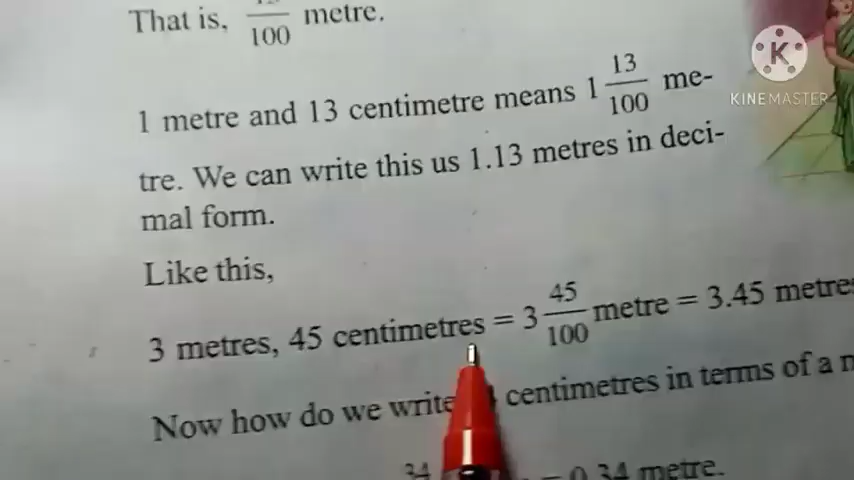 That is, 100 metre.
K
KINEMASTER
1 metre and 13 centimetre means 1 13/100 me-
tre. We can write this us 1.13 metres in deci-
mal form.
Like this,
3 metres, 45 centimetres = 3 45/100 metre = 3.45 metres
Now how do we write centimetres in terms of a
34 = 0.34 metre.